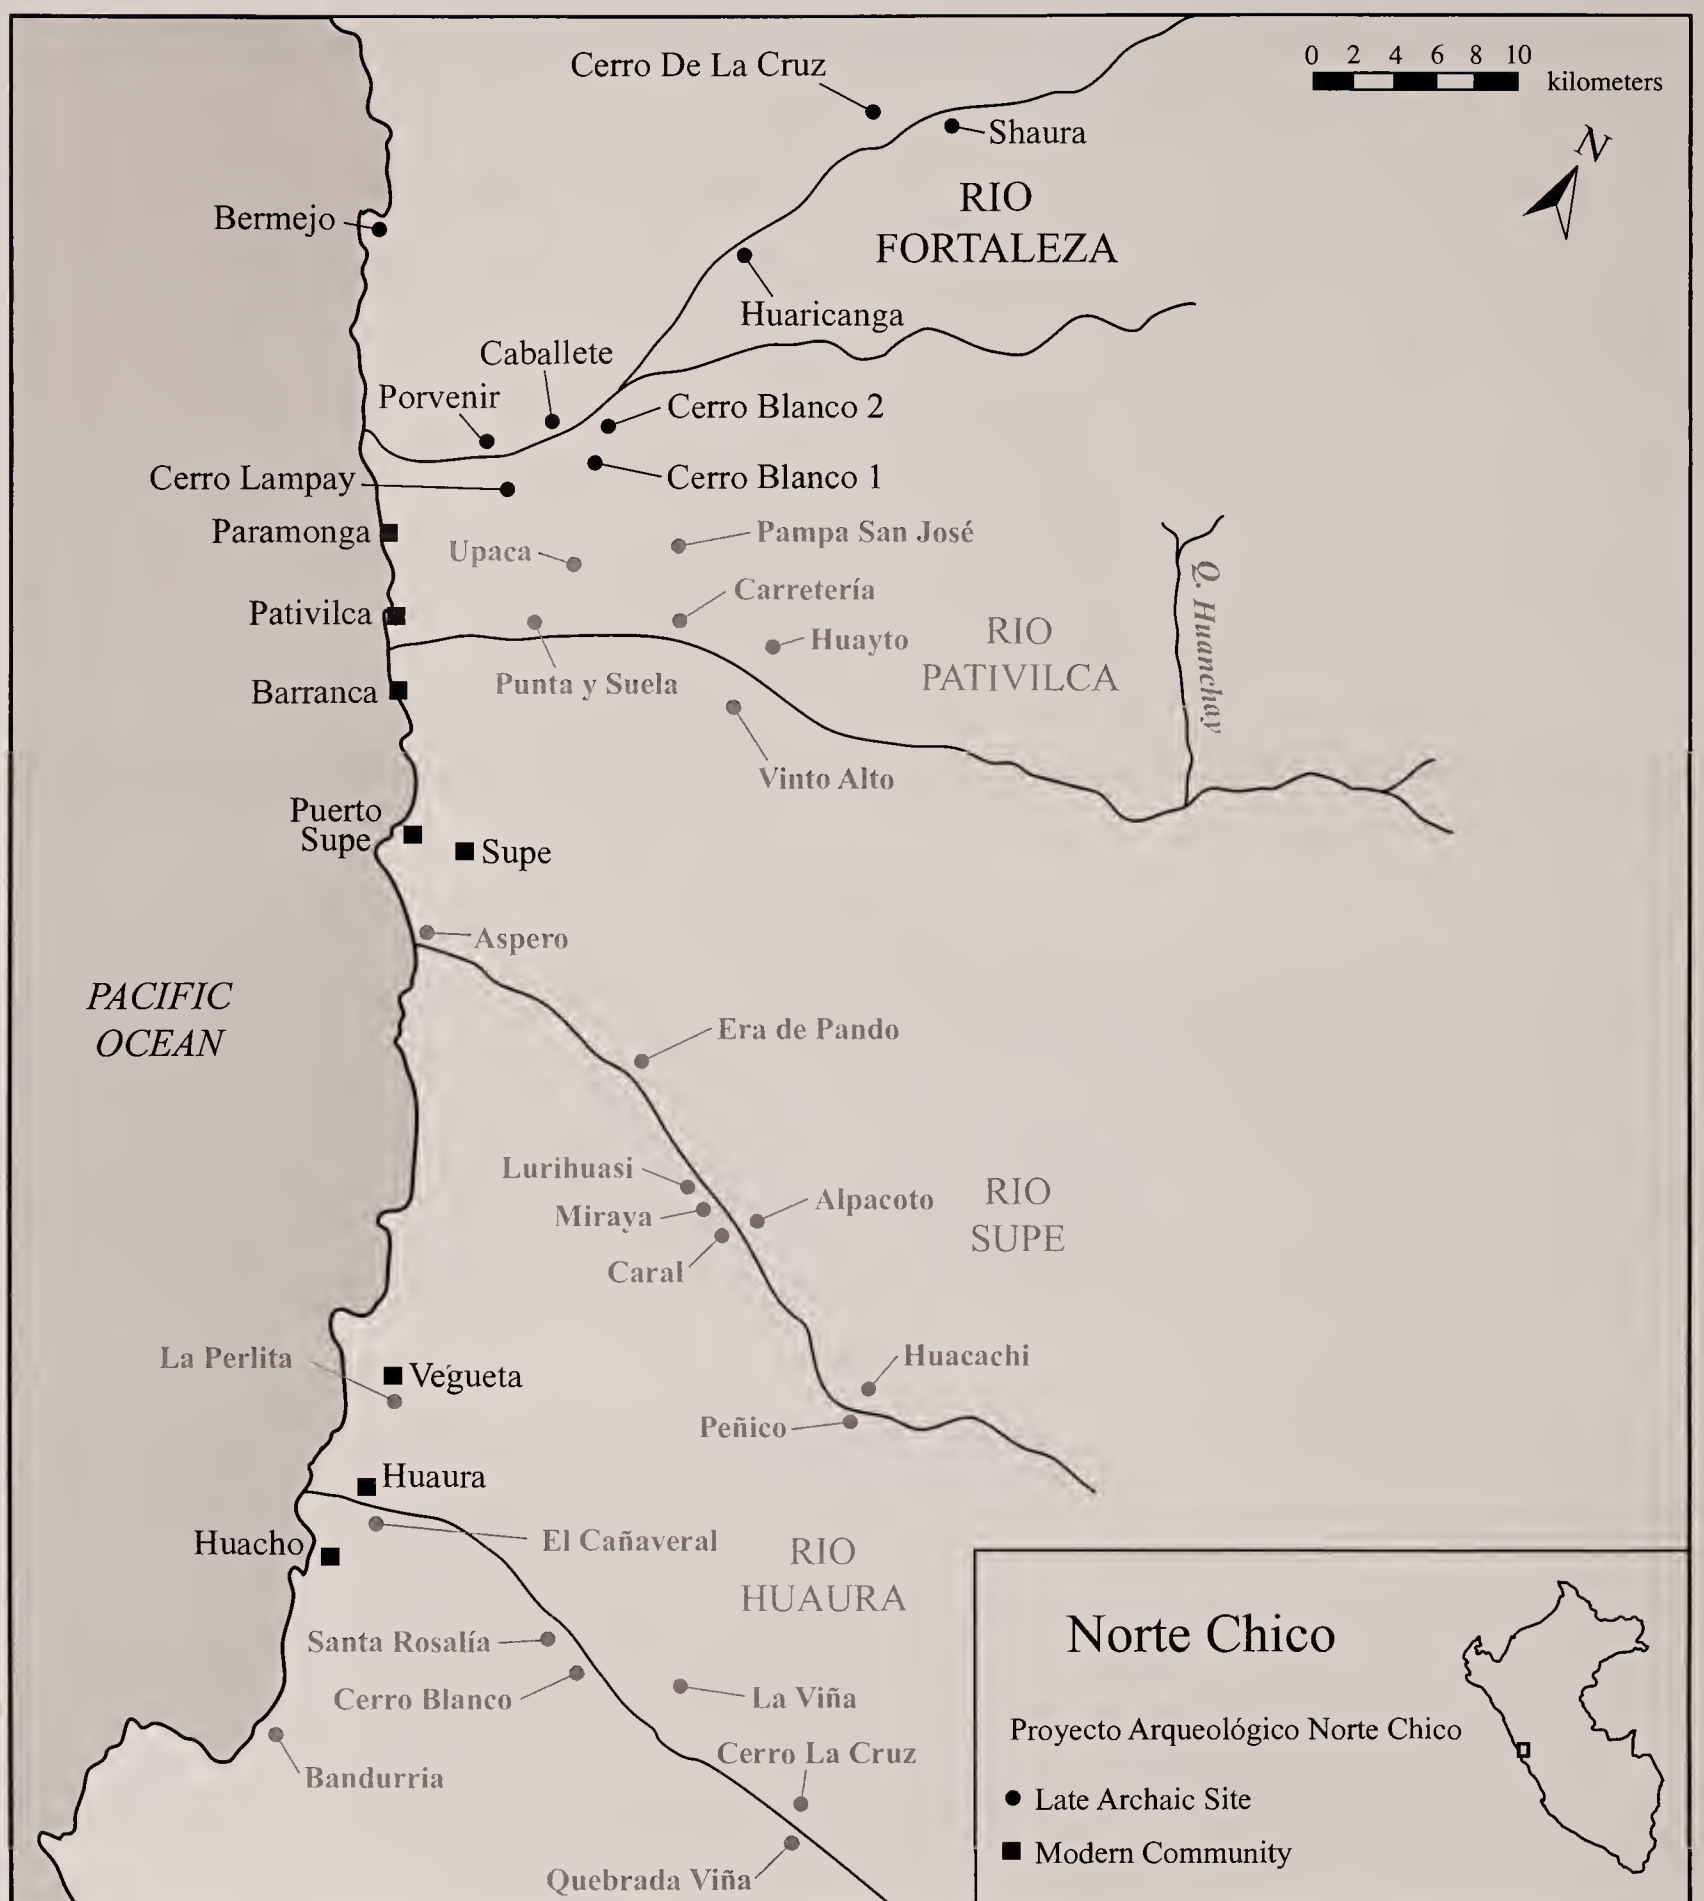 Cerro De La Cruz
0 2 4 6 8 10
kilometers
N
Shaura
RIO
FORTALEZA
Bermejo
Huaricanga
Caballete
Porvenir
Cerro Blanco 2
Cerro Blanco 1
Cerro Lampay
Paramonga
Pampa San José
Upaca
Carretería
Pativilca
Huayto
RIO
PATIVILCA
Q. Huanchay
Punta y Suela
Barranca
Vinto Alto
Puerto
Supe
Supe
Aspero
PACIFIC
OCEAN
Era de Pando
Lurihuasi
Miraya
Alpacoto
RIO
SUPE
Caral
La Perlita
Végueta
Huacachi
Peñico
Huaura
Huacho
El Cañaveral
RIO
HUAURA
Santa Rosalía
Cerro Blanco
La Viña
Cerro La Cruz
Bandurria
Quebrada Viña
Norte Chico
Proyecto Arqueológico Norte Chico
Late Archaic Site
Modern Community